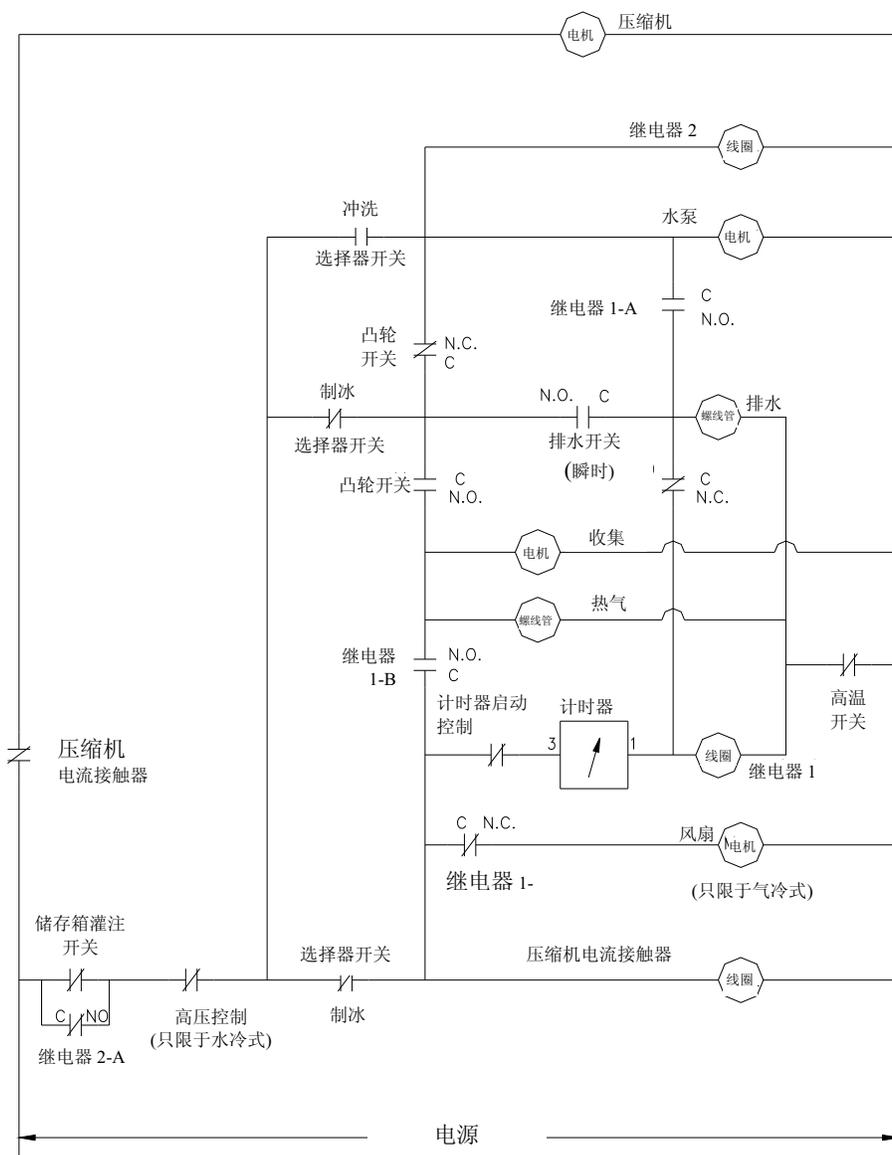 压缩机
电机
继电器 2
线圈
冲洗
选择器开关
水泵
电机
继电器 1-A
C
N.O.
凸轮
开关
N.C.
C
制冰
选择器开关
N.O.
C
排水开关
(瞬时)
螺线管
排水
凸轮开关
C
N.O.
C
N.C.
电机
收集
螺线管
热气
继电器
1-B
N.O.
C
高温
开关
计时器启动
控制
计时器
3
1
线圈
继电器 1
压缩机
电流接触器
C
N.C.
继电器 1-
风扇
电机
(只限于气冷式)
储存箱灌注
开关
C
NO
继电器 2-A
高压控制
(只限于水冷式)
选择器开关
制冰
压缩机电流接触器
线圈
电源